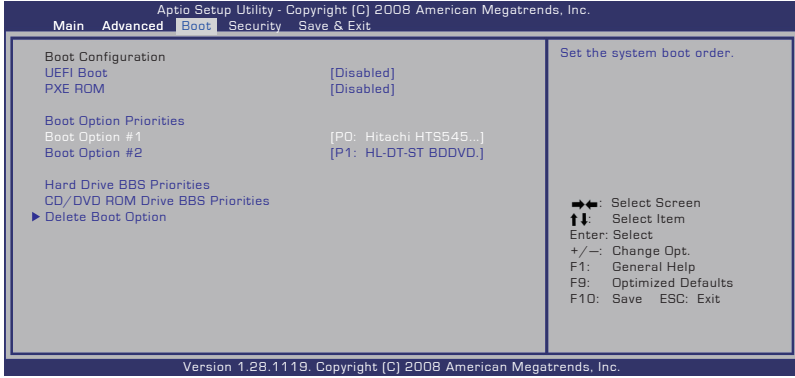 Aptio Setup Utility - Copyright (C) 2008 American Megatrends, Inc.
Main Advanced Boot Security Save & Exit
Boot Configuration
UEFI Boot [Disabled]
PXE ROM [Disabled]
Boot Option Priorities
Boot Option #1 [P0: Hitachi HTS545...]
Boot Option #2 [P1: HL-DT-ST BDDVD.]
Hard Drive BBS Priorities
CD/DVD ROM Drive BBS Priorities
Delete Boot Option
Set the system boot order.
→←: Select Screen
↑↓: Select Item
Enter: Select
+/—: Change Opt.
F1: General Help
F9: Optimized Defaults
F10: Save ESC: Exit
Version 1.28.1119. Copyright (C) 2008 American Megatrends, Inc.